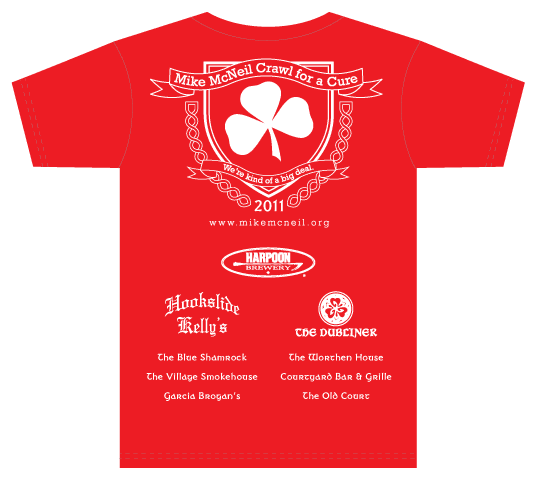 Mike McNeil Crawl for a Cure
We're kind of a big deal.
2011
www.mikemcneil.org
HARPOON
BREWERY
Hookslide
Kelly's
THE DUBLINER
The Blue Shamrock
The Worthen House
The Village Smokehouse
Courtyard Bar & Grille
Garcia Brogan's
The Old Court